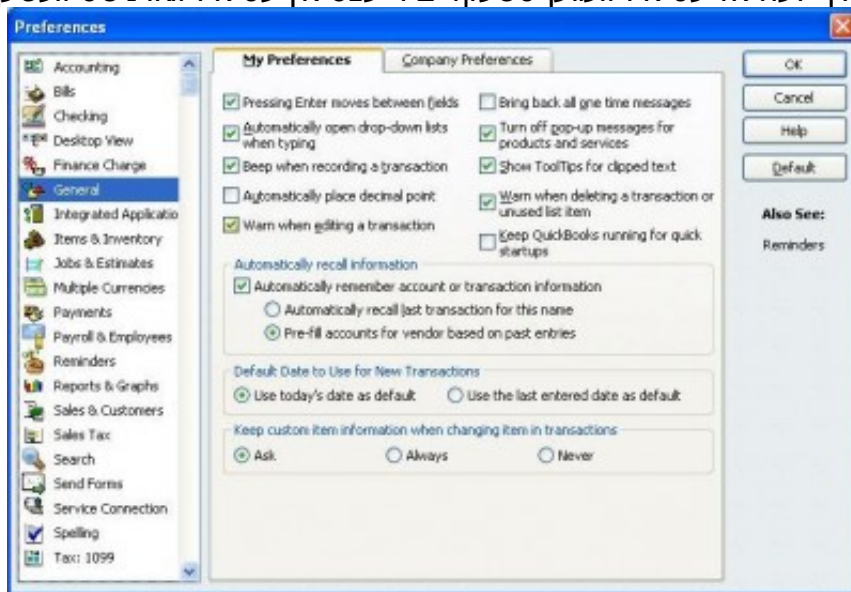 Preferences
Accounting
Bills
Checking
Desktop View
Finance Charge
General
Integrated Applicatio
Items & Inventory
Jobs & Estimates
Multiple Currencies
Payments
Payroll & Employees
Reminders
Reports & Graphs
Sales & Customers
Sales Tax
Search
Send Forms
Service Connection
Spelling
Tax: 1099
My Preferences
Company Preferences
Pressing Enter moves between fields
Automatically open drop-down lists
when typing
Beep when recording a transaction
Automatically place decimal point
Warn when editing a transaction
Bring back all one time messages
Turn off pop-up messages for
products and services
Show ToolTips for clipped text
Warn when deleting a transaction or
unused list item
Keep QuickBooks running for quick
startups
Automatically recall information
Automatically remember account or transaction information
Automatically recall last transaction for this name
Pre-fill accounts for vendor based on past entries
Default Date to Use for New Transactions
Use today's date as default
Use the last entered date as default
Keep custom item information when changing item in transactions
Ask
Always
Never
OK
Cancel
Help
Default
Also See:
Reminders